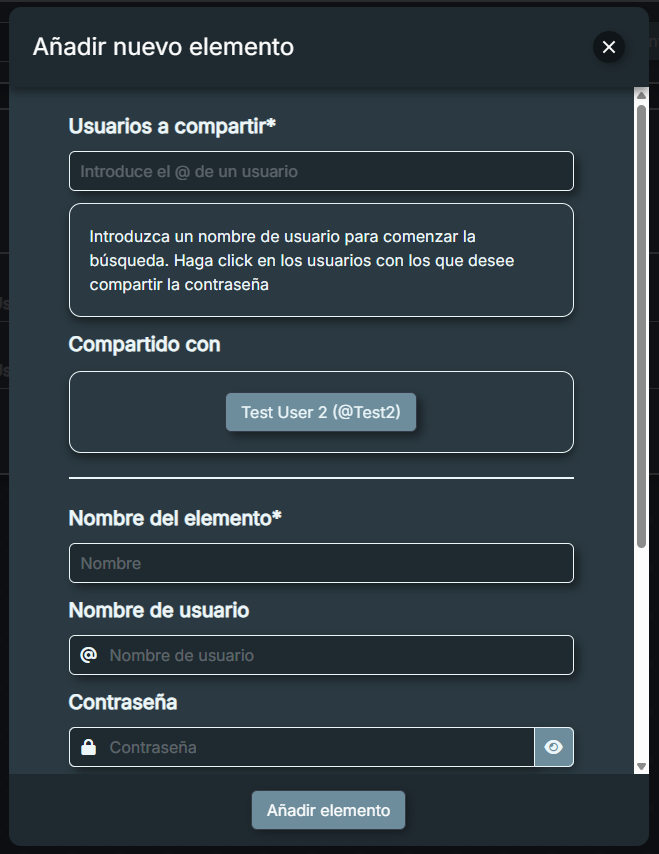 Añadir nuevo elemento
Usuarios a compartir*
Introduce el @ de un usuario
Introduzca un nombre de usuario para comenzar la
búsqueda. Haga click en los usuarios con los que desee
compartir la contraseña
Compartido con
Test User 2 (@Test2)
Nombre del elemento*
Nombre
Nombre de usuario
@ Nombre de usuario
Contraseña
Contraseña
Añadir elemento